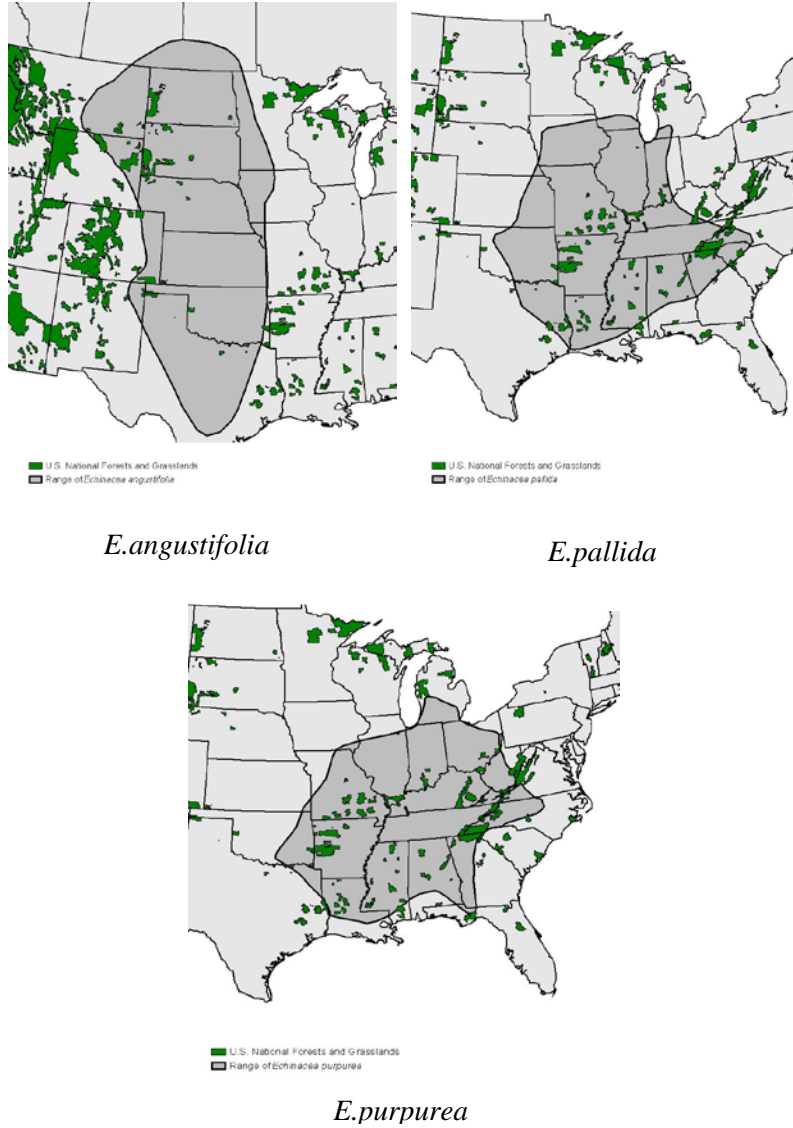 U.S. National Forests and Grasslands
Range of Echinacea angustifolia
E.angustifolia
U.S. National Forests and Grasslands
Range of Echinacea pallida
E.pallida
U.S. National Forests and Grasslands
Range of Echinacea purpurea
E.purpurea